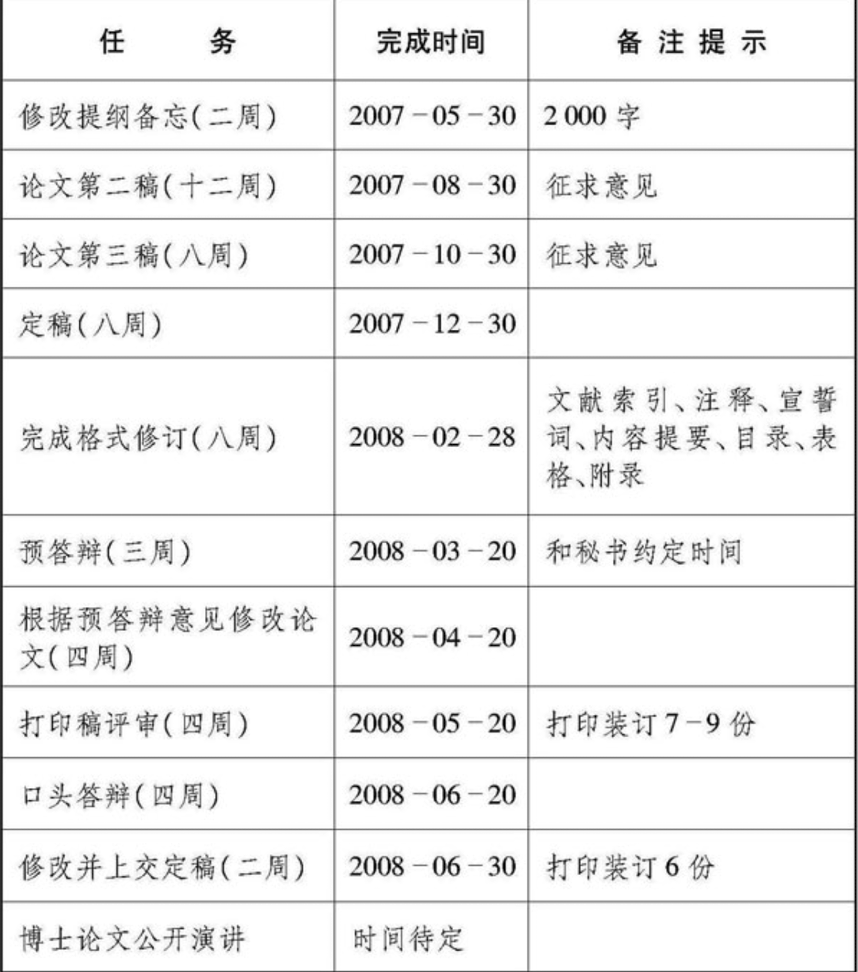 任 务 完成时间 备注提示
修改提纲备忘(二周) 2007-05-30 2 000 字
论文第二稿(十二周) 2007-08-30 征求意见
论文第三稿(八周) 2007-10-30 征求意见
定稿(八周) 2007-12-30
完成格式修订(八周) 2008-02-28 文献索引、注释、宣誓
词、内容提要、目录、表
格、附录
预答辩(三周) 2008-03-20 和秘书约定时间
根据预答辩意见修改论
文(四周) 2008-04-20
打印稿评审(四周) 2008-05-20 打印装订 7-9 份
口头答辩(四周) 2008-06-20
修改并上交定稿(二周) 2008-06-30 打印装订 6 份
博士论文公开演讲 时间待定